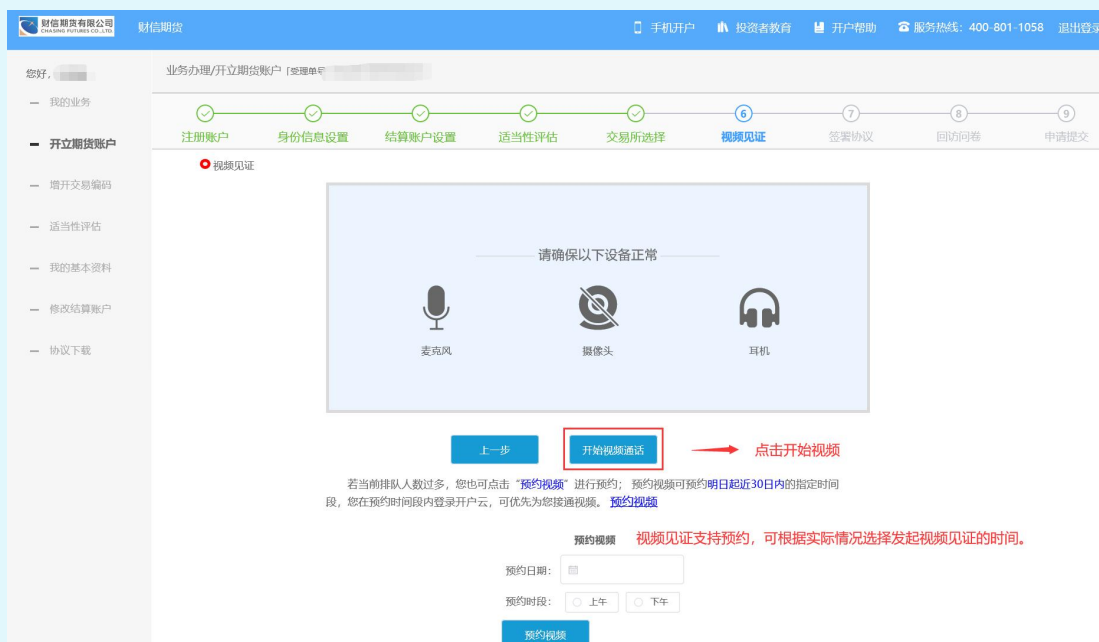 财信期货有限公司 财信期货 手机开户 投资者教育 开户帮助 服务热线：400-801-1058 退出登录
CHASING FUTURES CO.,LTD.
您好， 业务办理/开立期货账户「受理单号
我的业务
开立期货账户
增开交易编码
适当性评估
我的基本资料
修改结算账户
协议下载
6 7 8 9
注册账户 身份信息设置 结算账户设置 适当性评估 交易所选择 视频见证 签署协议 回访问卷 申请提交
视频见证
请确保以下设备正常
麦克风 摄像头 耳机
上一步 开始视频通话 点击开始视频
若当前排队人数过多，您也可点击“预约视频”进行预约； 预约视频可预约明日起近30日内的指定时间
段，您在预约时间段内登录开户云，可优先为您接通视频。 预约视频
预约视频 视频见证支持预约，可根据实际情况选择发起视频见证的时间。
预约日期：
预约时段： 上午 下午
预约视频